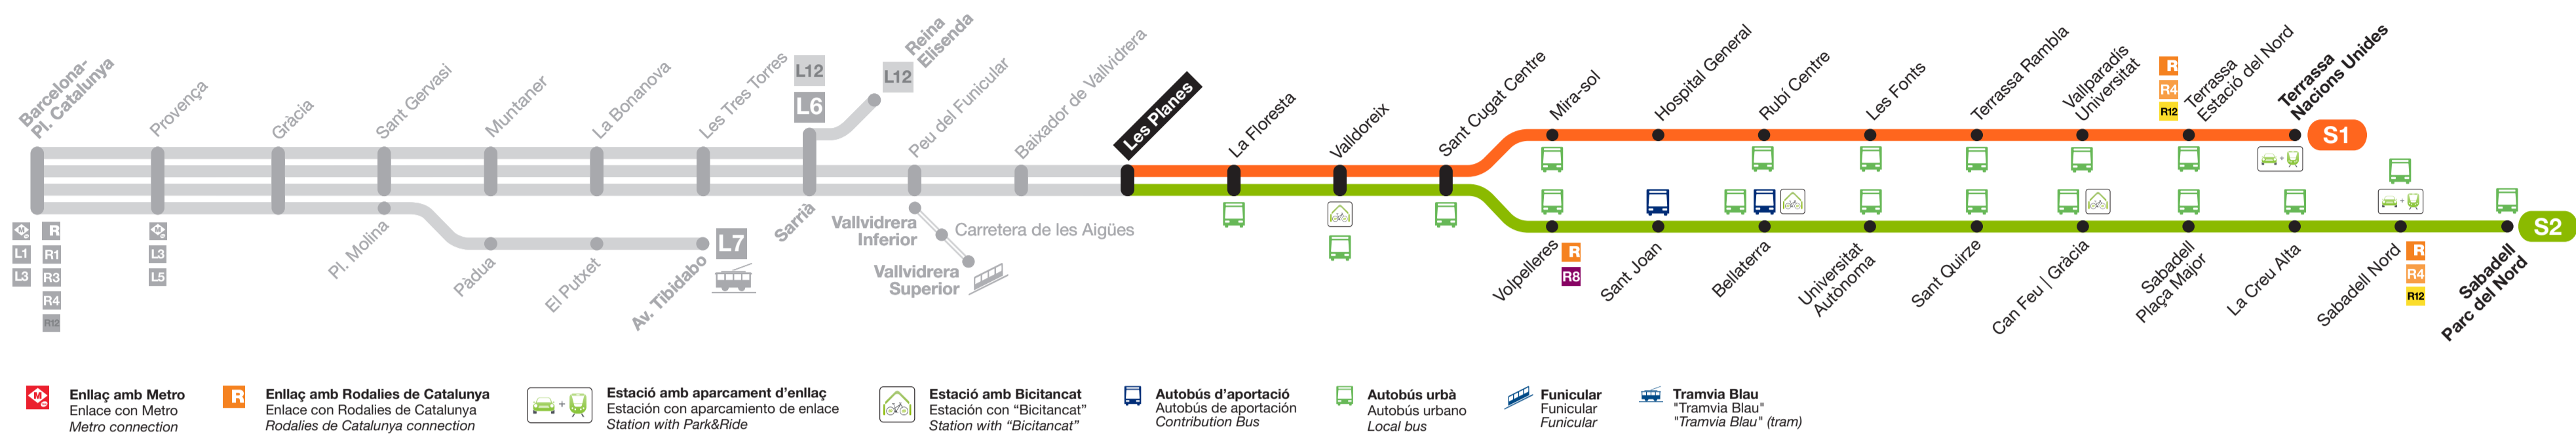 Barcelona-
Pl. Catalunya
Provença
Gràcia
Sant Gervasi
Muntaner
La Bonanova
Les Tres Torres
L12
L6
L12
Reina
Elisenda
Peu del Funicular
Baixador de Vallvidrera
Les Planes
La Floresta
Valldoreix
Sant Cugat Centre
Mira-sol
Hospital General
Rubí Centre
Les Fonts
Terrassa Rambla
Vallparadís
Universitat
R
R4
R12
Terrassa
Estació del Nord
Terrassa
Nacions Unides
S1
M
L1
L3
R
R1
R3
R4
R12
M
L3
L5
Pl. Molina
Pàdua
El Putxet
Av. Tibidabo
L7
Sarrià
Vallvidrera
Inferior
Carretera de les Aigües
Vallvidrera
Superior
Volpelleres
R
R8
Sant Joan
Bellaterra
Universitat
Autònoma
Sant Quirze
Can Feu | Gràcia
Sabadell
Plaça Major
La Creu Alta
Sabadell Nord
R
R4
R12
Sabadell
Parc del Nord
S2
M
Enllaç amb Metro
Enlace con Metro
Metro connection
R
Enllaç amb Rodalies de Catalunya
Enlace con Rodalies de Catalunya
Rodalies de Catalunya connection
Estació amb aparcament d'enllaç
Estación con aparcamiento de enlace
Station with Park&Ride
Estació amb Bicitancat
Estación con “Bicitancat”
Station with “Bicitancat”
Autobús d'aportació
Autobús de aportación
Contribution Bus
Autobús urbà
Autobús urbano
Local bus
Funicular
Funicular
Funicular
Tramvia Blau
"Tramvia Blau"
"Tramvia Blau" (tram)